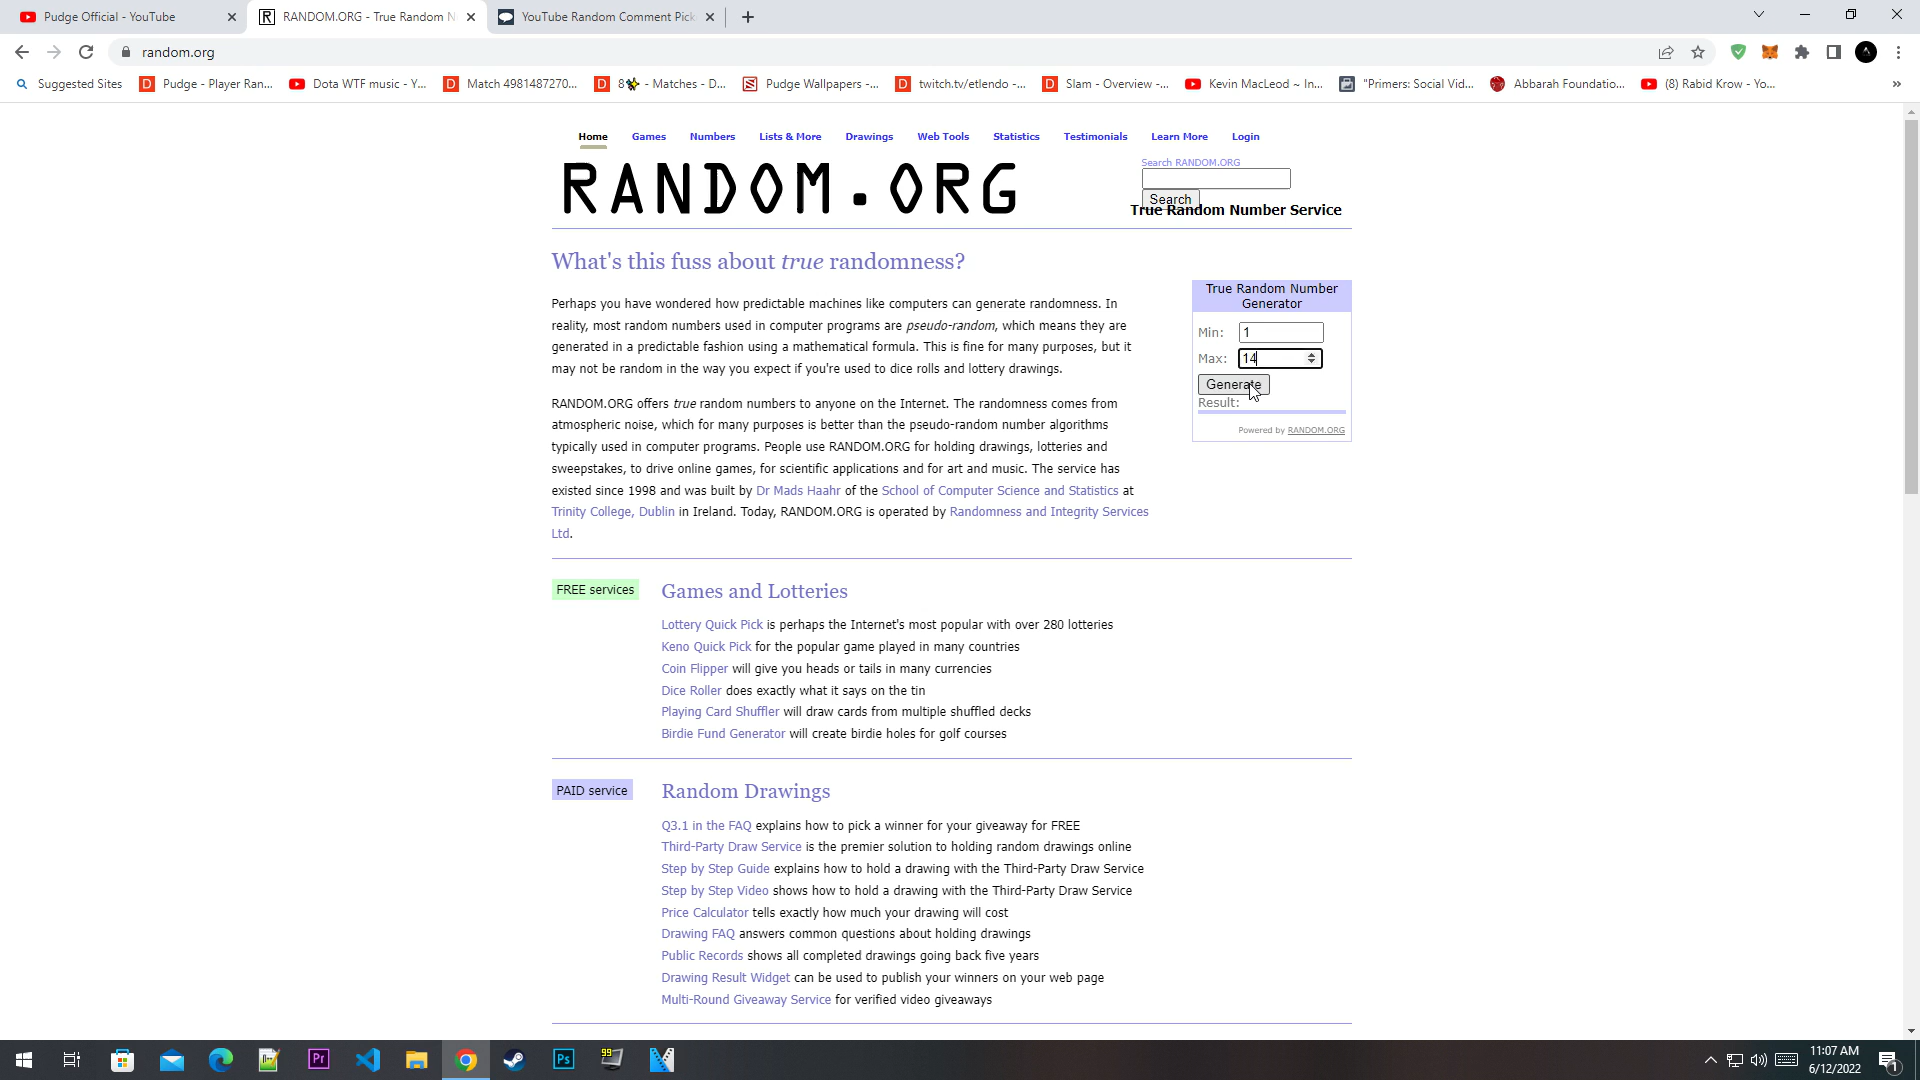 Pudge Official - YouTube
RANDOM.ORG - True Random N
YouTube Random Comment Pick
random.org
Suggested Sites
Pudge - Player Ran...
Dota WTF music - Y...
Match 4981487270...
8 - Matches - D...
Pudge Wallpapers -...
twitch.tv/etlendo -...
Slam - Overview -...
Kevin MacLeod ~ In...
"Primers: Social Vid...
Abbarah Foundatio...
(8) Rabid Krow - Yo...
»
Home Games Numbers Lists & More Drawings Web Tools Statistics Testimonials Learn More Login
RANDOM.ORG
Search RANDOM.ORG
Search
True Random Number Service
What's this fuss about true randomness?
Perhaps you have wondered how predictable machines like computers can generate randomness. In
reality, most random numbers used in computer programs are pseudo-random, which means they are
generated in a predictable fashion using a mathematical formula. This is fine for many purposes, but it
may not be random in the way you expect if you're used to dice rolls and lottery drawings.
RANDOM.ORG offers true random numbers to anyone on the Internet. The randomness comes from
atmospheric noise, which for many purposes is better than the pseudo-random number algorithms
typically used in computer programs. People use RANDOM.ORG for holding drawings, lotteries and
sweepstakes, to drive online games, for scientific applications and for art and music. The service has
existed since 1998 and was built by Dr Mads Haahr of the School of Computer Science and Statistics at
Trinity College, Dublin in Ireland. Today, RANDOM.ORG is operated by Randomness and Integrity Services
Ltd.
True Random Number
Generator
Min: 1
Max: 14
Generate
Result:
Powered by RANDOM.ORG
FREE services
Games and Lotteries
Lottery Quick Pick is perhaps the Internet's most popular with over 280 lotteries
Keno Quick Pick for the popular game played in many countries
Coin Flipper will give you heads or tails in many currencies
Dice Roller does exactly what it says on the tin
Playing Card Shuffler will draw cards from multiple shuffled decks
Birdie Fund Generator will create birdie holes for golf courses
PAID service
Random Drawings
Q3.1 in the FAQ explains how to pick a winner for your giveaway for FREE
Third-Party Draw Service is the premier solution to holding random drawings online
Step by Step Guide explains how to hold a drawing with the Third-Party Draw Service
Step by Step Video shows how to hold a drawing with the Third-Party Draw Service
Price Calculator tells exactly how much your drawing will cost
Drawing FAQ answers common questions about holding drawings
Public Records shows all completed drawings going back five years
Drawing Result Widget can be used to publish your winners on your web page
Multi-Round Giveaway Service for verified video giveaways
Pr
Ps
99
11:07 AM
6/12/2022
1